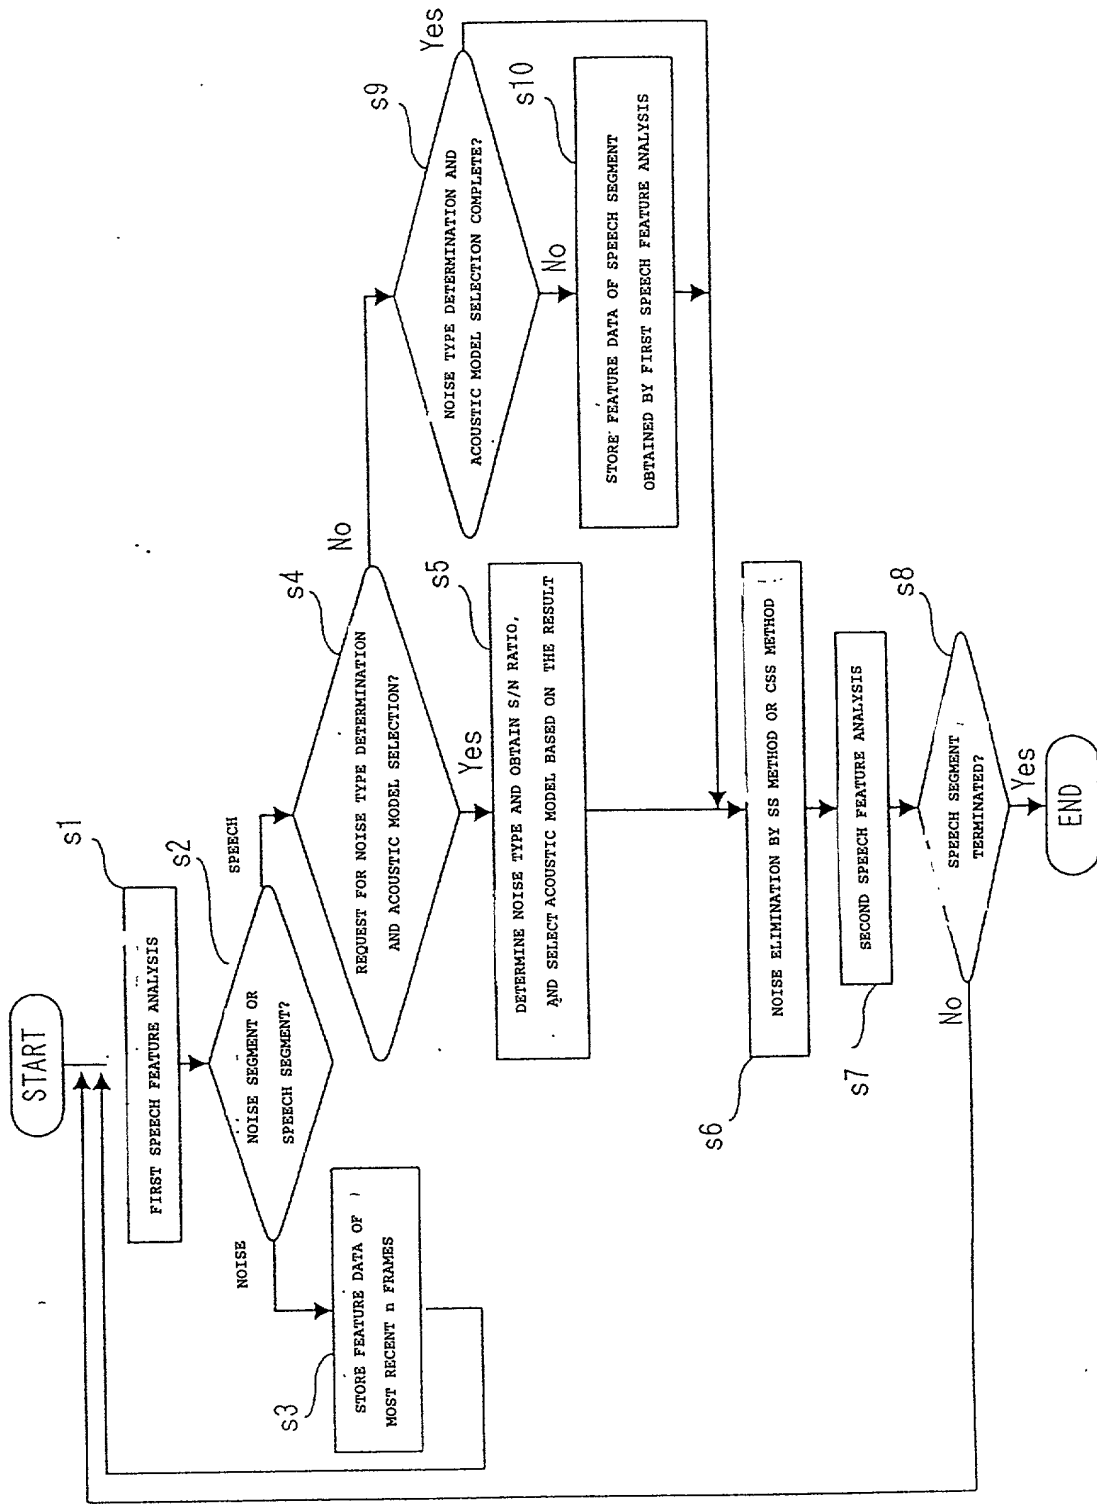 START
s1
FIRST SPEECH FEATURE ANALYSIS
s2
NOISE SEGMENT OR
SPEECH SEGMENT?
NOISE
SPEECH
s3
STORE FEATURE DATA OF
MOST RECENT n FRAMES
s4
REQUEST FOR NOISE TYPE DETERMINATION
AND ACOUSTIC MODEL SELECTION?
No
Yes
s5
DETERMINE NOISE TYPE AND OBTAIN S/N RATIO,
AND SELECT ACOUSTIC MODEL BASED ON THE RESULT
s9
NOISE TYPE DETERMINATION AND
ACOUSTIC MODEL SELECTION COMPLETE?
Yes
No
s10
STORE FEATURE DATA OF SPEECH SEGMENT
OBTAINED BY FIRST SPEECH FEATURE ANALYSIS
s6
NOISE ELIMINATION BY SS METHOD OR CSS METHOD
s7
SECOND SPEECH FEATURE ANALYSIS
s8
SPEECH SEGMENT
TERMINATED?
No
Yes
END